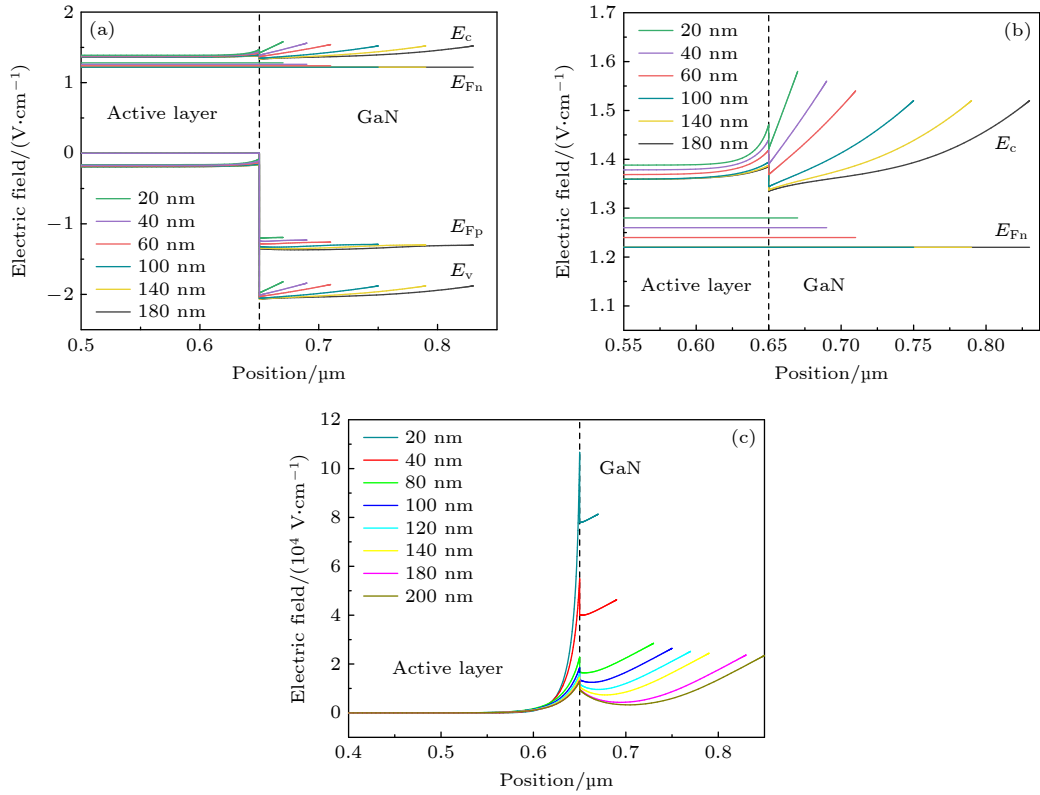 (a)
Electric field/(V·cm⁻¹)
2
1
0
−1
−2
Active layer
GaN
E_c
E_Fn
E_Fp
E_v
20 nm
40 nm
60 nm
100 nm
140 nm
180 nm
0.5
0.6
0.7
0.8
Position/µm
(b)
Electric field/(V·cm⁻¹)
1.7
1.6
1.5
1.4
1.3
1.2
1.1
20 nm
40 nm
60 nm
100 nm
140 nm
180 nm
E_c
E_Fn
Active layer
GaN
0.55
0.60
0.65
0.70
0.75
0.80
Position/µm
(c)
Electric field/(10⁴ V·cm⁻¹)
12
10
8
6
4
2
0
20 nm
40 nm
80 nm
100 nm
120 nm
140 nm
180 nm
200 nm
GaN
Active layer
0.4
0.5
0.6
0.7
0.8
Position/µm